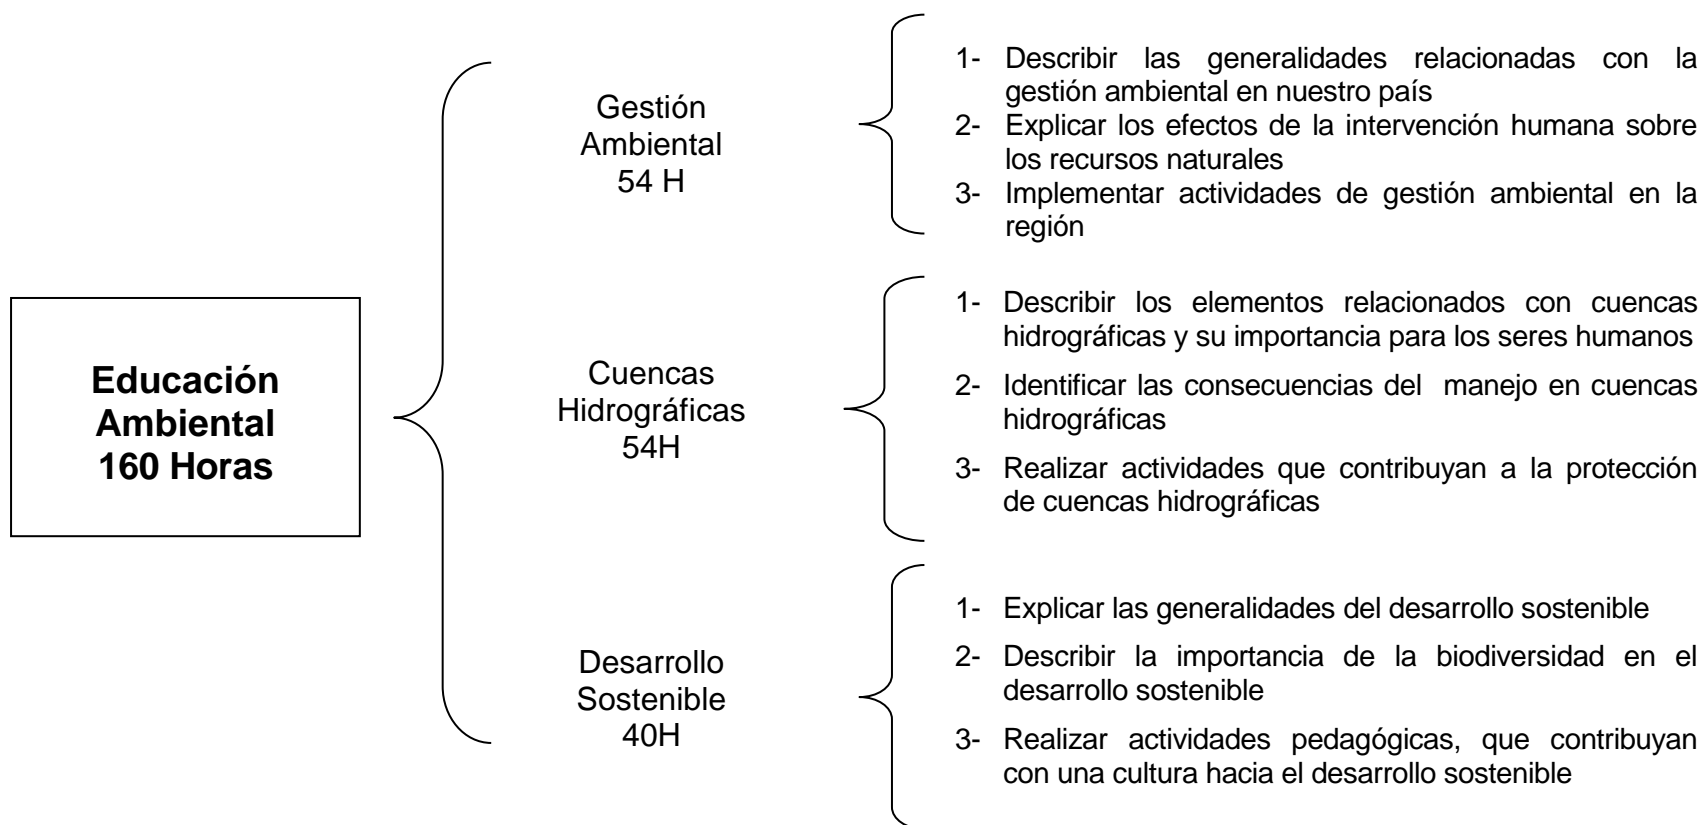 Educación
Ambiental
160 Horas
Gestión
Ambiental
54 H
1- Describir las generalidades relacionadas con la
gestión ambiental en nuestro país
2- Explicar los efectos de la intervención humana sobre
los recursos naturales
3- Implementar actividades de gestión ambiental en la
región
Cuencas
Hidrográficas
54H
1- Describir los elementos relacionados con cuencas
hidrográficas y su importancia para los seres humanos
2- Identificar las consecuencias del manejo en cuencas
hidrográficas
3- Realizar actividades que contribuyan a la protección
de cuencas hidrográficas
Desarrollo
Sostenible
40H
1- Explicar las generalidades del desarrollo sostenible
2- Describir la importancia de la biodiversidad en el
desarrollo sostenible
3- Realizar actividades pedagógicas, que contribuyan
con una cultura hacia el desarrollo sostenible